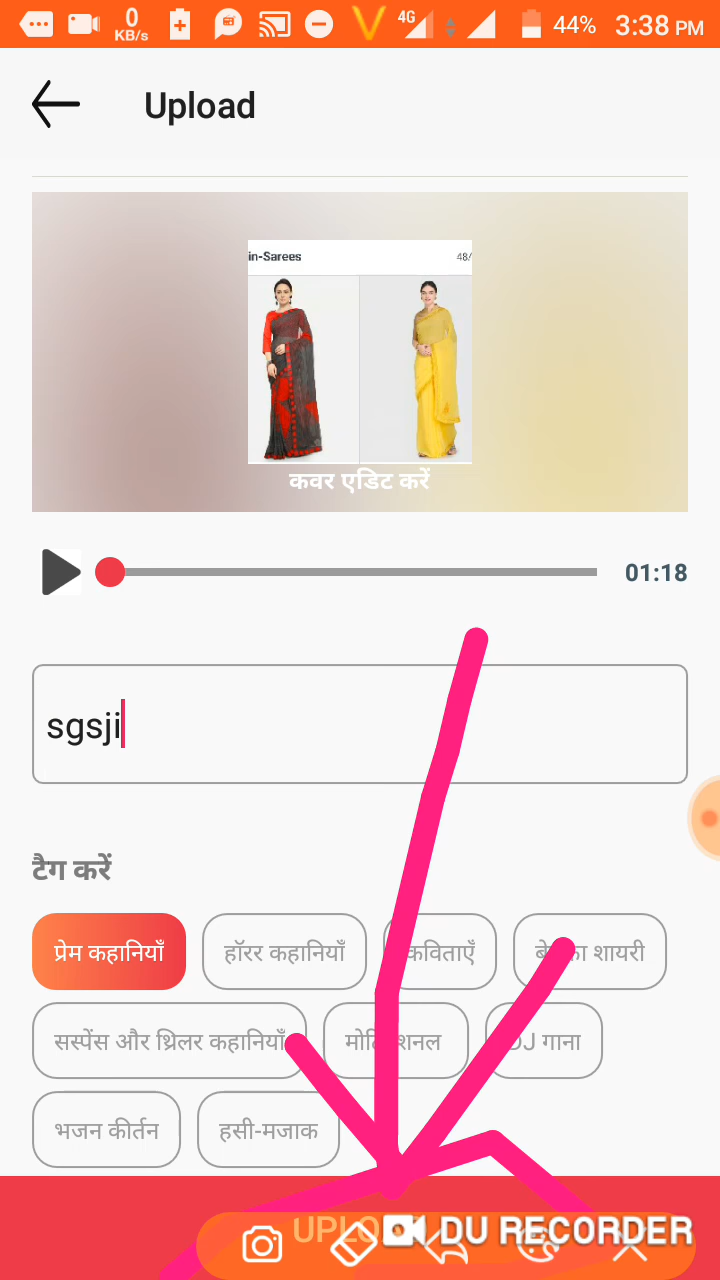 0 KB/s 4G 44% 3:38 PM
Upload
in-Sarees 48/
कवर एडिट करें
01:18
sgsji
टैग करें
प्रेम कहानियाँ हॉरर कहानियाँ कविताएँ शायरी
सस्पेंस और थ्रिलर कहानियाँ DJ गाना
भजन कीर्तन हसी-मजाक
DU RECORDER